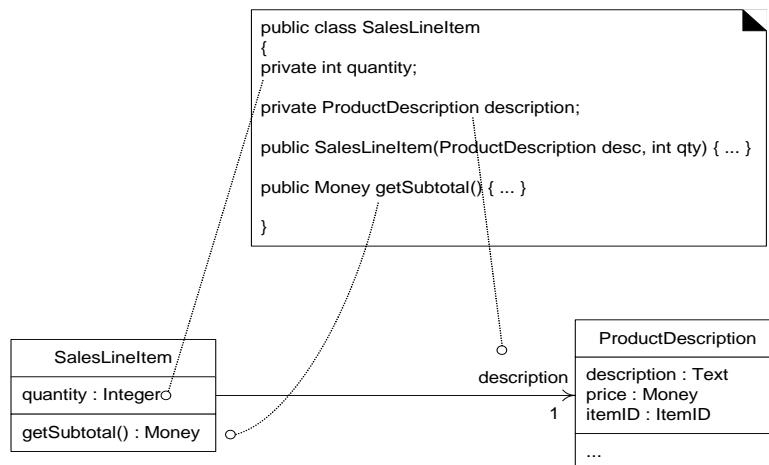 public class SalesLineItem
{
private int quantity;
private ProductDescription description;
public SalesLineItem(ProductDescription desc, int qty) { ... }
public Money getSubtotal() { ... }
}
SalesLineItem
quantity : Integer
getSubtotal() : Money
description
1
ProductDescription
description : Text
price : Money
itemID : ItemID
...